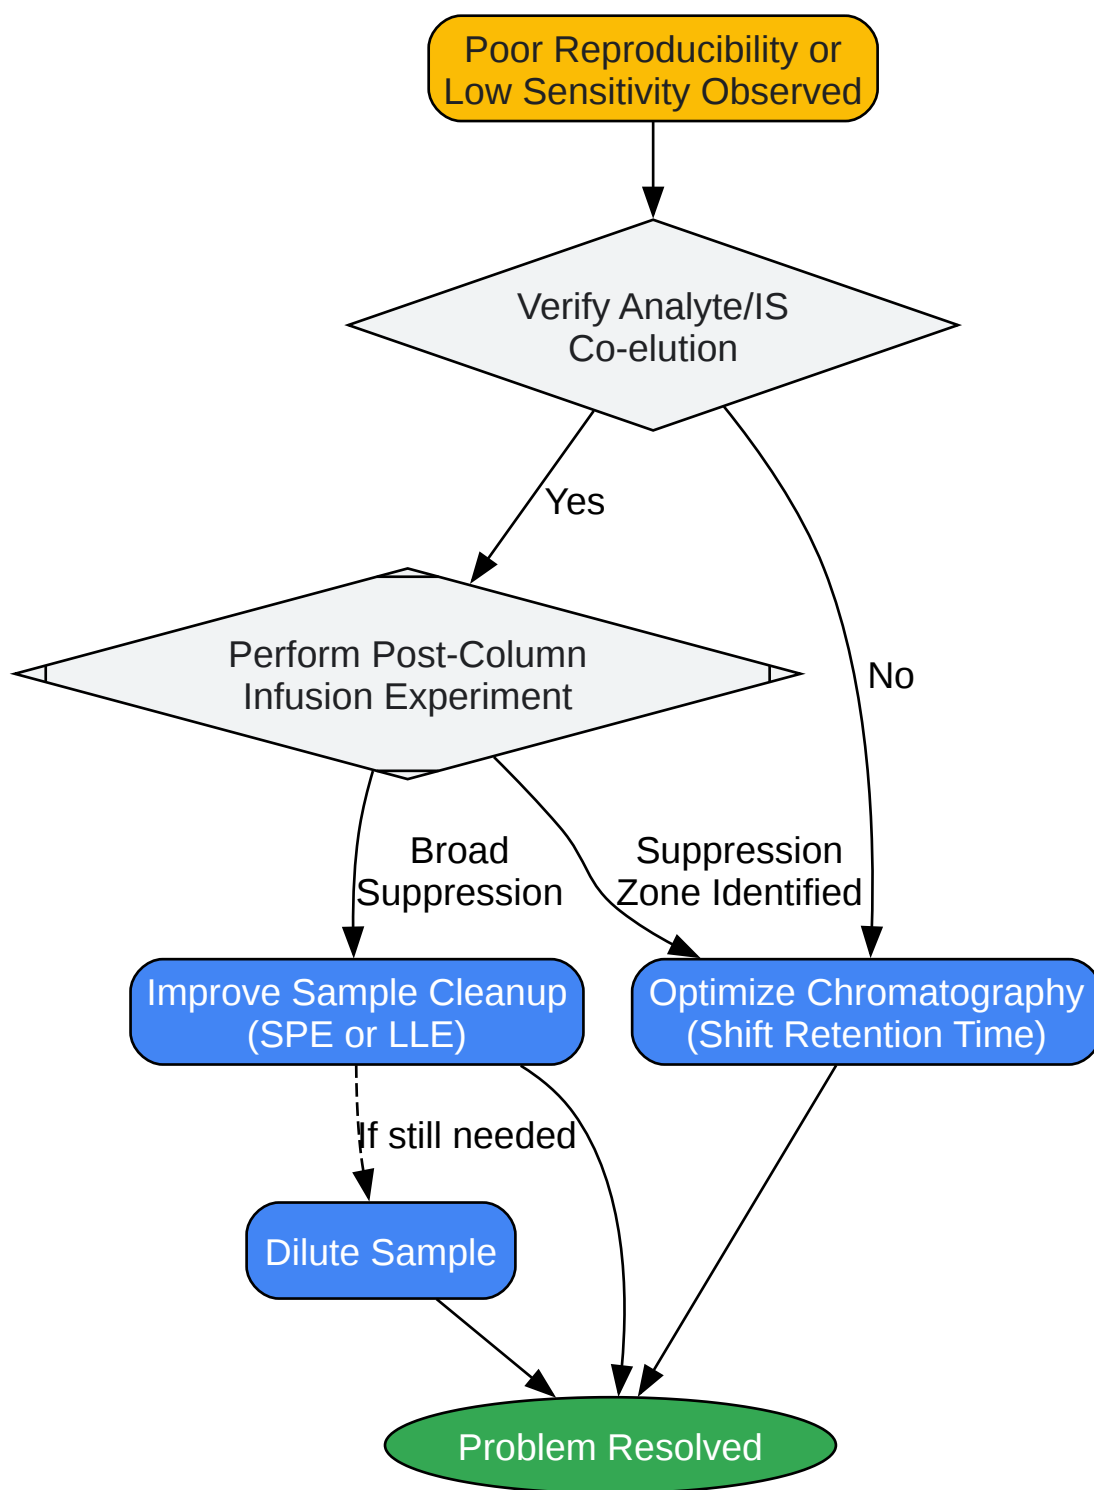 Poor Reproducibility or
Low Sensitivity Observed
Verify Analyte/IS
Co-elution
Yes
No
Perform Post-Column
Infusion Experiment
Broad
Suppression
Suppression
Zone Identified
Improve Sample Cleanup
(SPE or LLE)
Optimize Chromatography
(Shift Retention Time)
If still needed
Dilute Sample
Problem Resolved